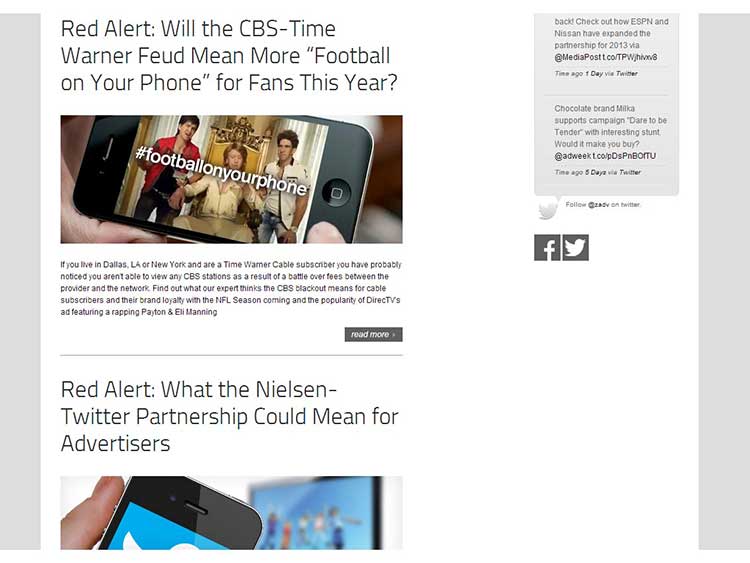 Red Alert: Will the CBS-Time
Warner Feud Mean More “Football
on Your Phone” for Fans This Year?
#footballonyourphone
If you live in Dallas, LA or New York and are a Time Warner Cable subscriber you have probably
noticed you aren't able to view any CBS stations as a result of a battle over fees between the
provider and the network. Find out what our expert thinks the CBS blackout means for cable
subscribers and their brand loyalty with the NFL Season coming and the popularity of DirecTV's
ad featuring a rapping Payton & Eli Manning
read more ›
Red Alert: What the Nielsen-
Twitter Partnership Could Mean for
Advertisers
back! Check out how ESPN and
Nissan have expanded the
partnership for 2013 via
@MediaPost t.co/TPWjhivxv8
Time ago 1 Day via Twitter
Chocolate brand Milka
supports campaign "Dare to be
Tender" with interesting stunt.
Would it make you buy?
@adweek t.co/pDsPnBOfTU
Time ago 5 Days via Twitter
Follow @zadv on twitter.